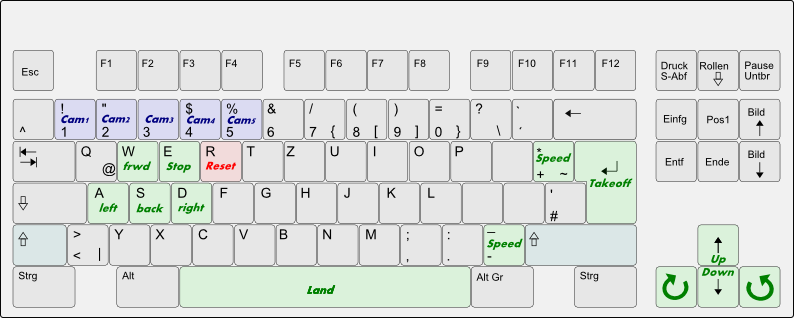 Esc F1 F2 F3 F4 F5 F6 F7 F8 F9 F10 F11 F12 Druck S-Abf Rollen Pause Untbr
^ ! Cam1 1 " Cam2 2 Cam3 3 $ Cam4 4 % Cam5 5 & 6 / 7 { ( 8 [ ) 9 ] = 0 } ? \ ` ´ ← Einfg Pos1 Bild ↑
Q @ W frwd E Stop R Reset T Z U I O P * Speed + ~ Takeoff Entf Ende Bild ↓
A left S back D right F G H J K L ' #
> < | Y X C V B N M ; , : . _ Speed - ↑ Up
Strg Alt Land Alt Gr Strg Down ↓